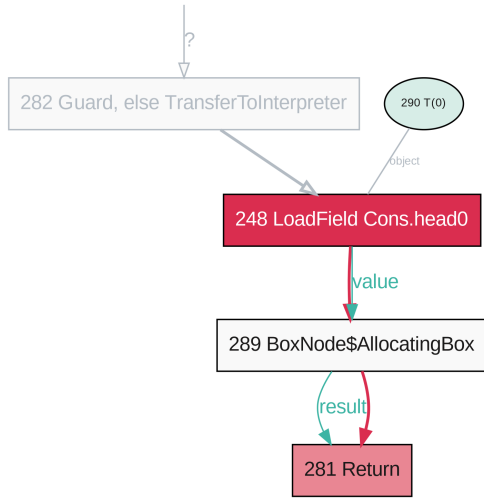 ?
282 Guard, else TransferToInterpreter
290 T(0)
object
248 LoadField Cons.head0
value
289 BoxNode$AllocatingBox
result
281 Return